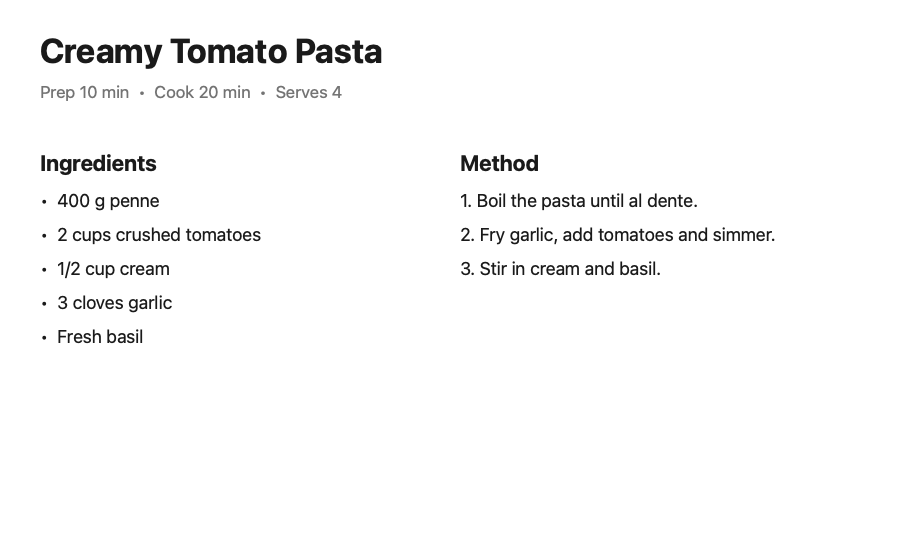 Creamy Tomato Pasta
Prep 10 min • Cook 20 min • Serves 4
Ingredients
• 400 g penne
• 2 cups crushed tomatoes
• 1/2 cup cream
• 3 cloves garlic
• Fresh basil
Method
1. Boil the pasta until al dente.
2. Fry garlic, add tomatoes and simmer.
3. Stir in cream and basil.